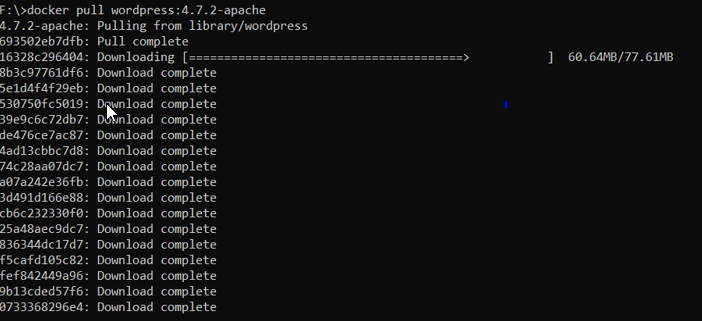 F:\>docker pull wordpress:4.7.2-apache
4.7.2-apache: Pulling from library/wordpress
693502eb7dfb: Pull complete
16328c296404: Downloading [=======================================>            ]  60.64MB/77.61MB
8b3c97761df6: Download complete
5e1d4f4f29eb: Download complete
530750fc5019: Download complete
39e9c6c72db7: Download complete
de476ce7ac87: Download complete
4ad13cbbc7d8: Download complete
74c28aa07dc7: Download complete
a07a242e36fb: Download complete
3d491d166e88: Download complete
cb6c232330f0: Download complete
25a48aec9dc7: Download complete
836344dc17d7: Download complete
f5cafd105c82: Download complete
fef842449a96: Download complete
9b13cded57f6: Download complete
0733368296e4: Download complete